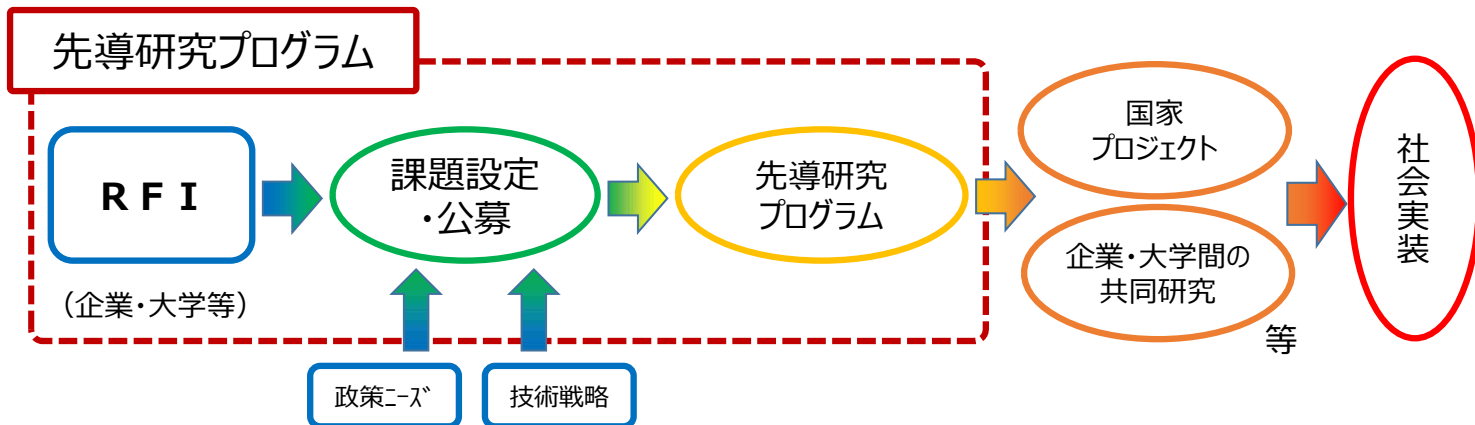 先導研究プログラム
ＲＦＩ
（企業・大学等）
課題設定
・公募
政策ﾆｰｽﾞ
技術戦略
先導研究
プログラム
国家
プロジェクト
企業・大学間の
共同研究
等
社会実装